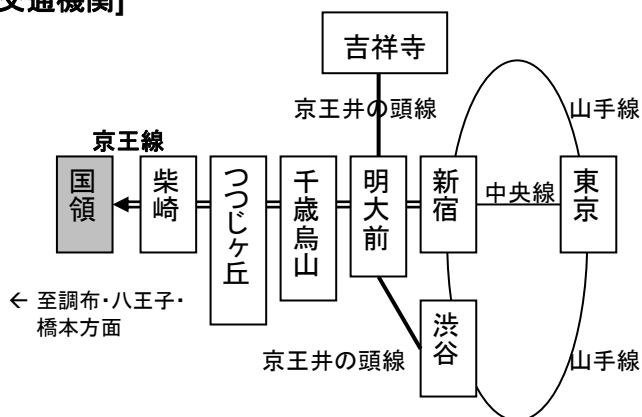 交通機関]
吉祥寺
京王井の頭線
山手線
京王線
国領
柴崎
つつじヶ丘
千歳烏山
明大前
新宿
中央線
東京
← 至調布・八王子・
橋本方面
渋谷
京王井の頭線
山手線